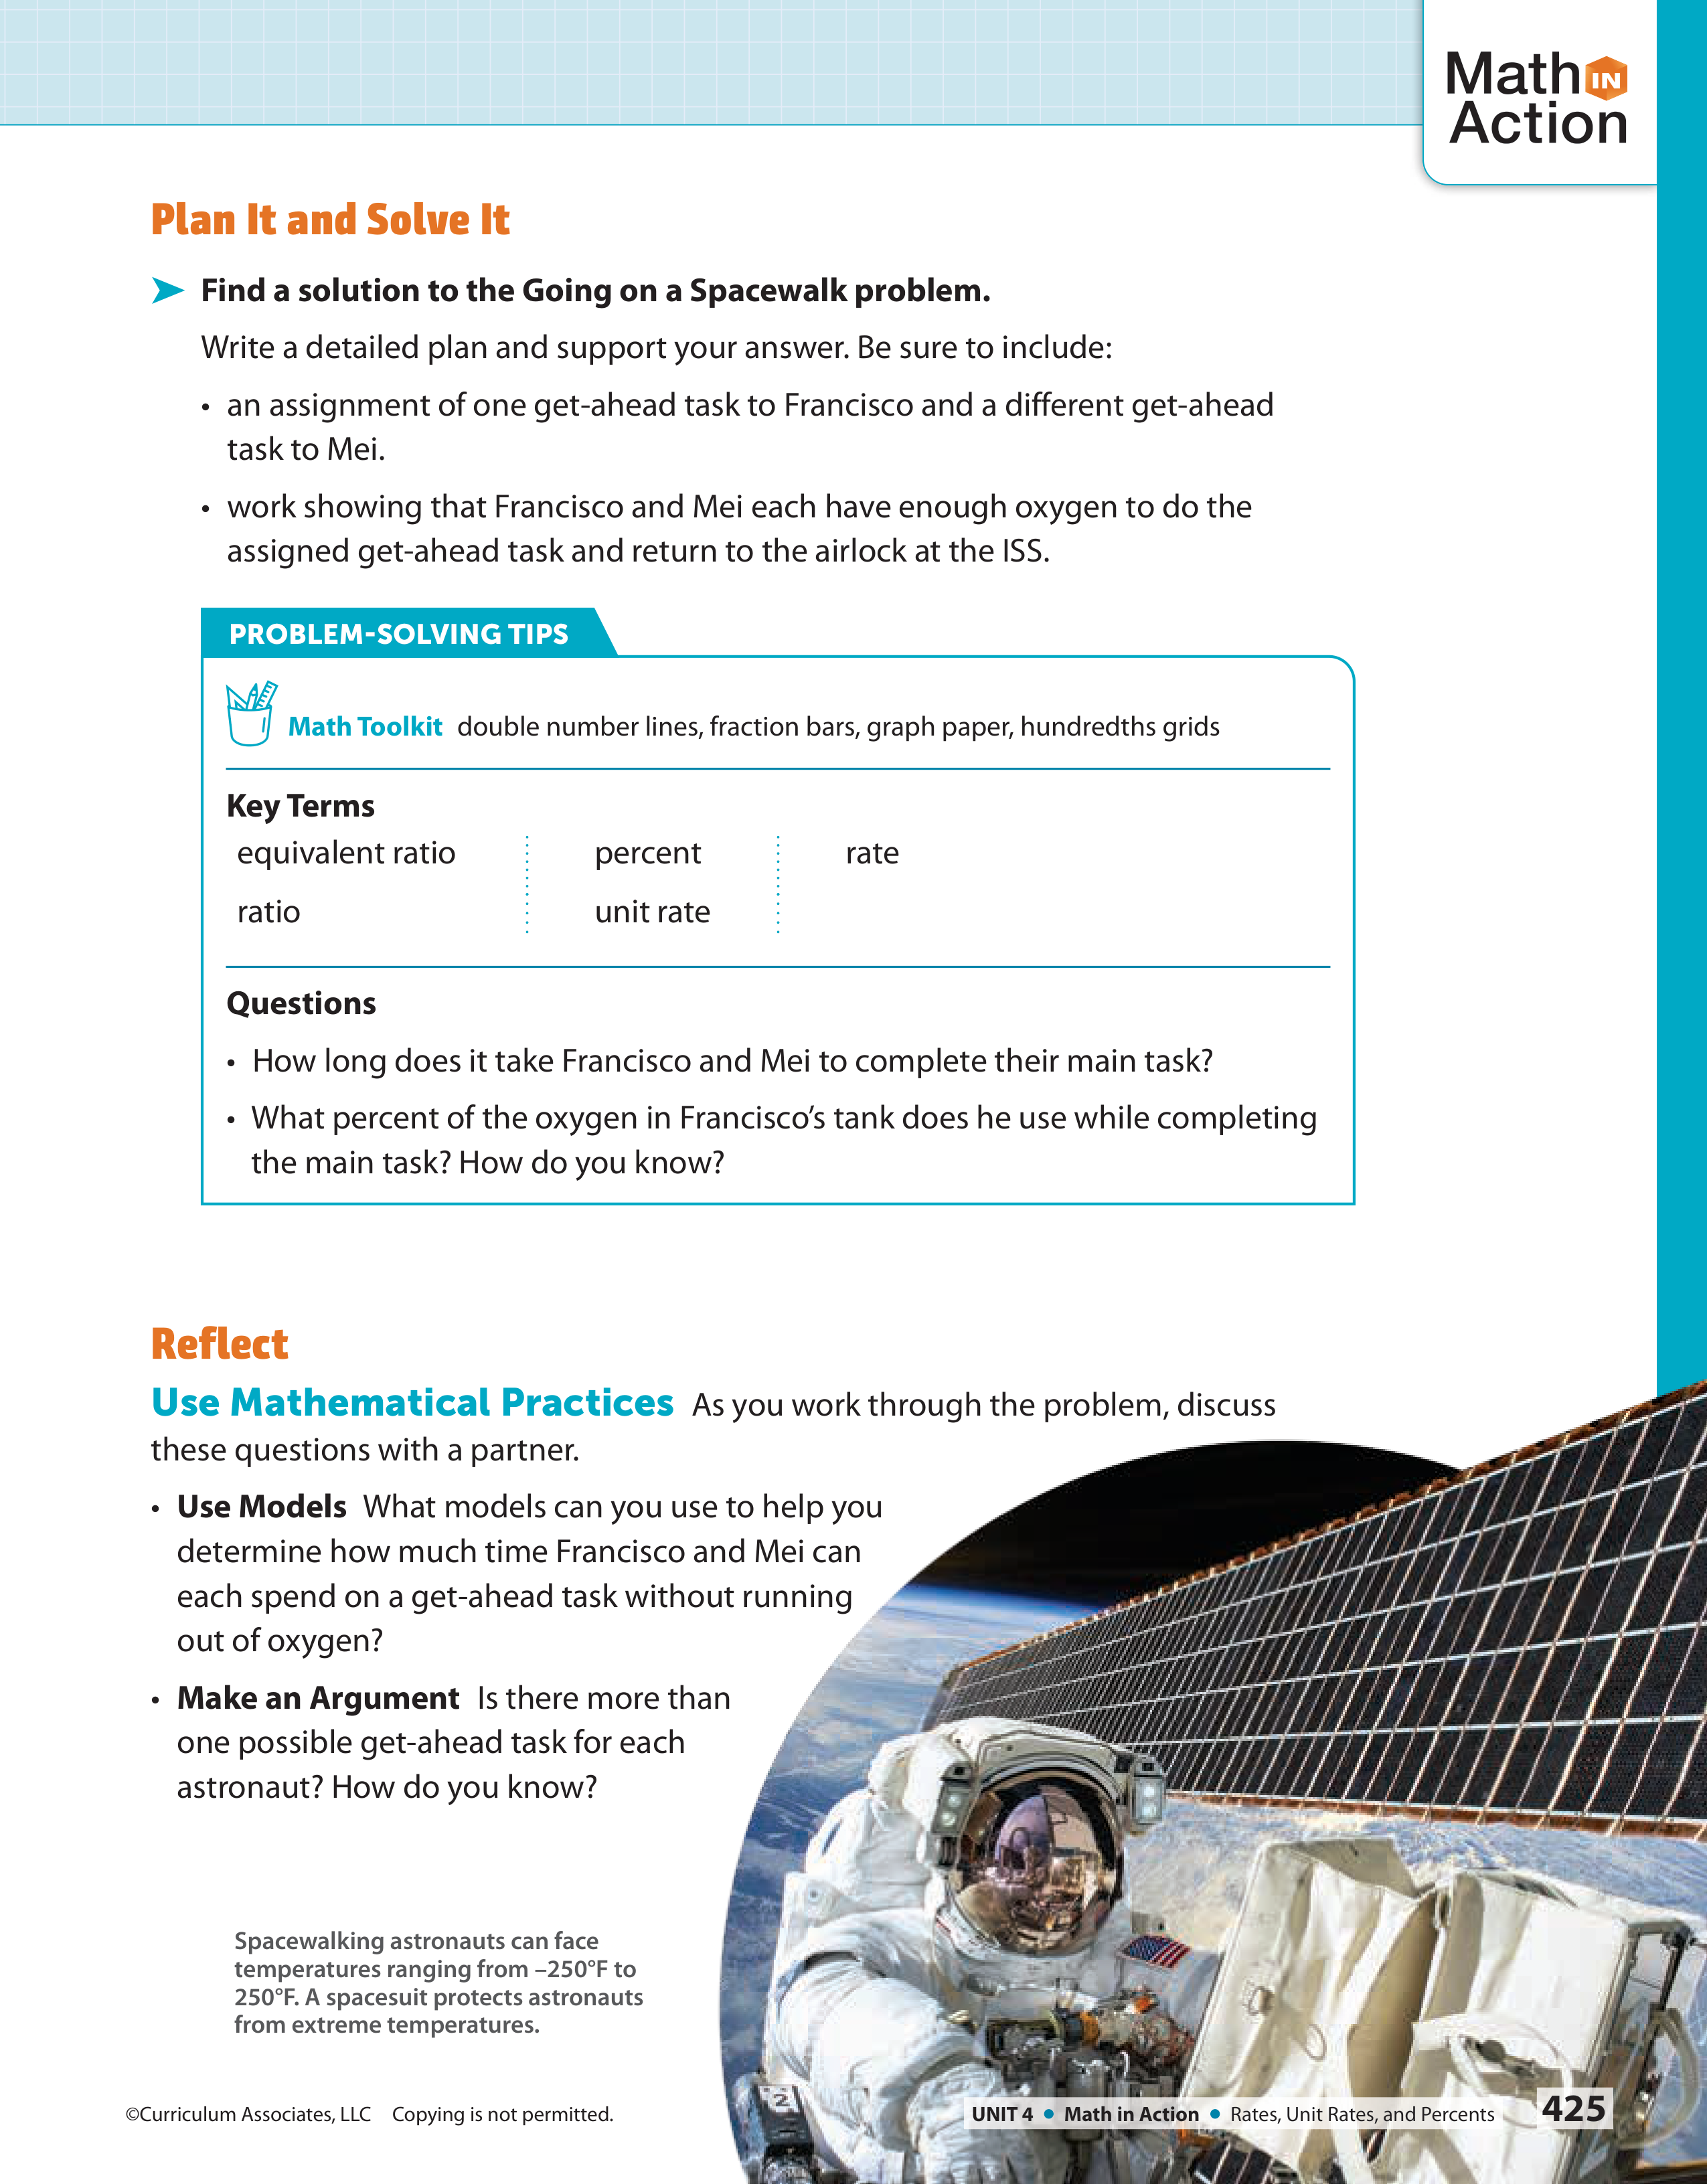 Math IN
Action
Plan It and Solve It
Find a solution to the Going on a Spacewalk problem.
Write a detailed plan and support your answer. Be sure to include:
• an assignment of one get-ahead task to Francisco and a different get-ahead
task to Mei.
• work showing that Francisco and Mei each have enough oxygen to do the
assigned get-ahead task and return to the airlock at the ISS.
PROBLEM-SOLVING TIPS
Math Toolkit double number lines, fraction bars, graph paper, hundredths grids
Key Terms
equivalent ratio percent rate
ratio unit rate
Questions
• How long does it take Francisco and Mei to complete their main task?
• What percent of the oxygen in Francisco’s tank does he use while completing
the main task? How do you know?
Reflect
Use Mathematical Practices As you work through the problem, discuss
these questions with a partner.
• Use Models What models can you use to help you
determine how much time Francisco and Mei can
each spend on a get-ahead task without running
out of oxygen?
• Make an Argument Is there more than
one possible get-ahead task for each
astronaut? How do you know?
Spacewalking astronauts can face
temperatures ranging from –250°F to
250°F. A spacesuit protects astronauts
from extreme temperatures.
2
©Curriculum Associates, LLC Copying is not permitted.
UNIT 4 • Math in Action • Rates, Unit Rates, and Percents 425